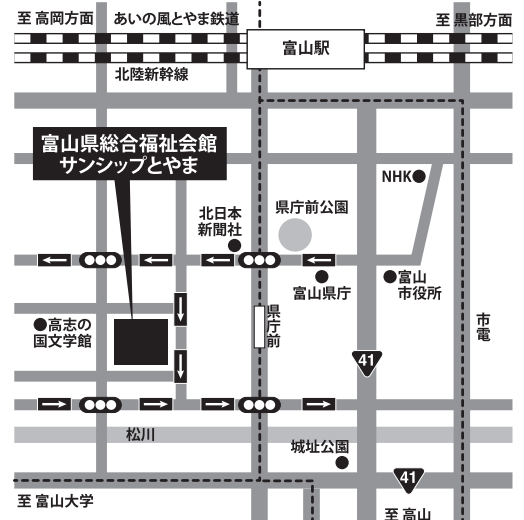 至 高岡方面
あいの風とやま鉄道
至 黒部方面
富山駅
北陸新幹線
富山県総合福祉会館
サンシップとやま
NHK
北日本
新聞社
県庁前公園
富山県庁
富山
市役所
県庁前
市電
高志の
国文学館
41
松川
城址公園
41
至 富山大学
至 高山